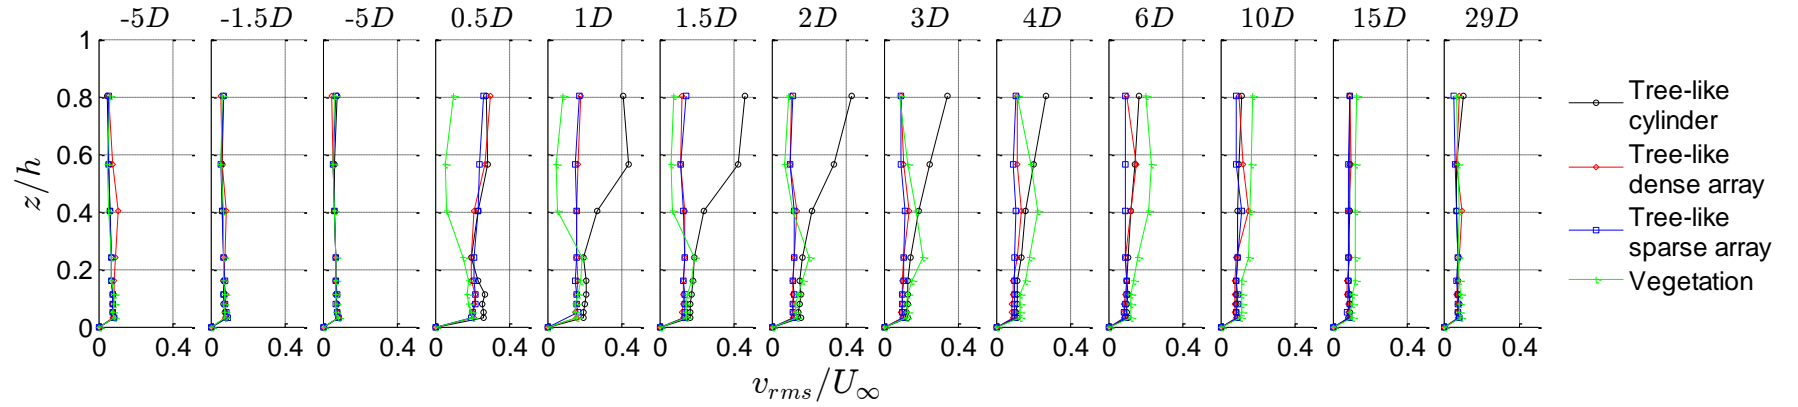 -5D -1.5D -5D 0.5D 1D 1.5D 2D 3D 4D 6D 10D 15D 29D
1
0.8
0.6
0.4
0.2
0
z/h
0 0.4 0 0.4 0 0.4 0 0.4 0 0.4 0 0.4 0 0.4 0 0.4 0 0.4 0 0.4 0 0.4 0 0.4 0 0.4
v_{rms}/U_∞
Tree-like
cylinder
Tree-like
dense array
Tree-like
sparse array
Vegetation